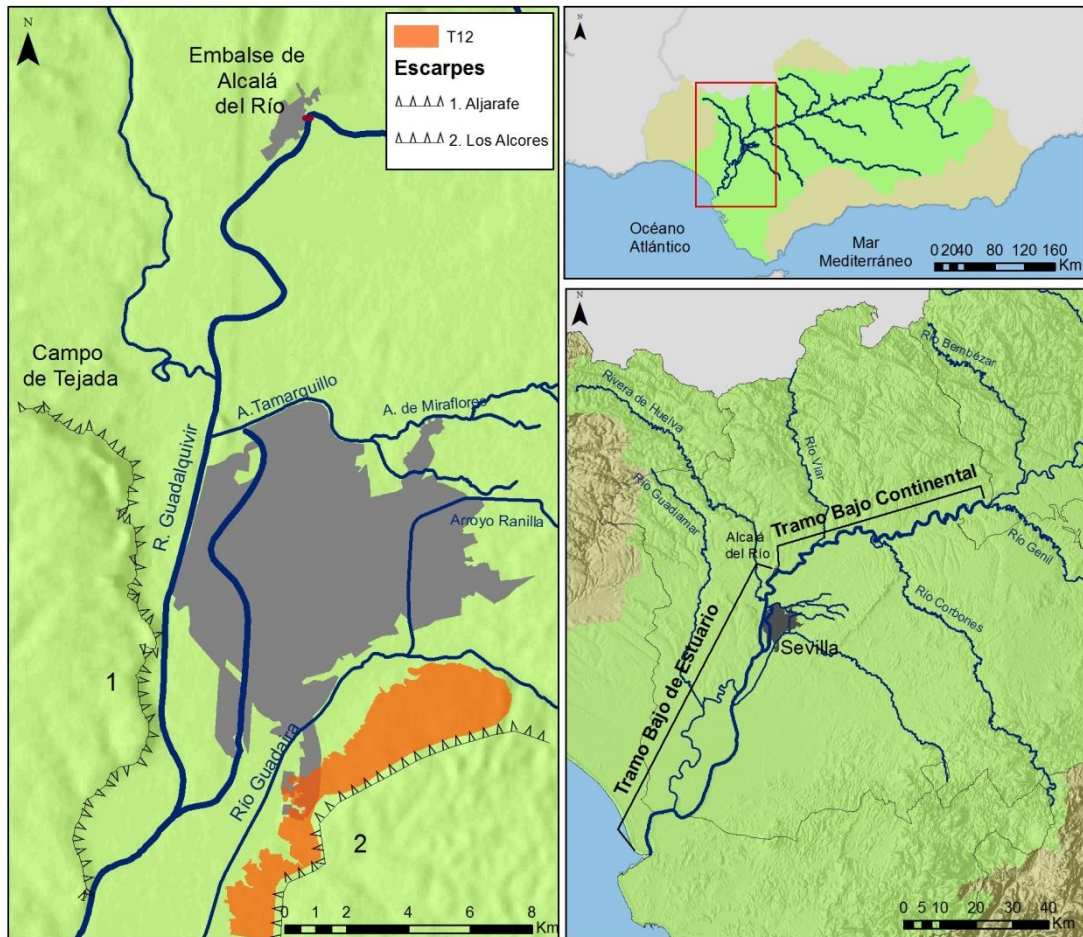 N
Embalse de
Alcalá
del Río
T12
Escarpes
1. Aljarafe
2. Los Alcores
Campo
de Tejada
A.Tamarguillo
A. de Miraflores
R. Guadalquivir
Arroyo Ranilla
1
Río Guadaira
2
0 1 2 4 6 8
Km
N
Océano
Atlántico
Mar
Mediterráneo
0 20 40 80 120 160
Km
N
Río Bembézar
Rivera de Huelva
Río Viar
Río Guadiamar
Tramo Bajo Continental
Alcalá
del Río
Río Genil
Río Corbones
Sevilla
Tramo Bajo de Estuario
0 5 10 20 30 40
Km